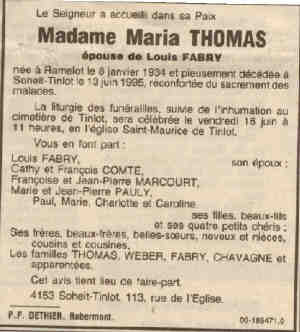 Le Seigneur a accueilli dans sa Paix
Madame Maria THOMAS
épouse de Louis FABRY
née à Ramelot le 6 janvier 1934 et pieusement décédée à
Soheit-Tinlot le 13 juin 1995, réconfortée du sacrement des
malades.
La liturgie des funérailles, suivie de l'inhumation au
cimetière de Tinlot, sera célébrée le vendredi 16 juin à
11 heures, en l'église Saint-Maurice de Tinlot.
Vous en font part :
Louis FABRY,
son époux ;
Cathy et François COMTE,
Françoise et Jean-Pierre MARCOURT,
Marie et Jean-Pierre PAULY,
Paul, Marie, Charlotte et Caroline
ses filles, beaux-fils
et ses quatre petits chéris ;
Ses frères, beaux-frères, belles-sœurs, neveux et nièces,
cousins et cousines,
Les familles THOMAS, WEBER, FABRY, CHAVAGNE et
apparentées.
Cet avis tient lieu de faire-part.
4153 Soheit-Tinlot, 113, rue de l'Eglise.
P.F. DETHIER, Rabermont.
00-186471.0